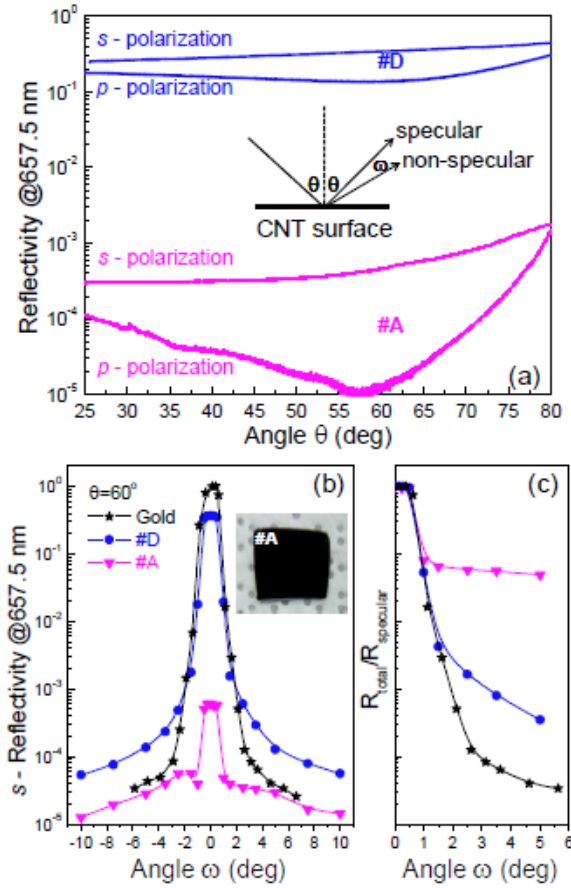 10⁰
10⁻¹
10⁻²
10⁻³
10⁻⁴
10⁻⁵
Reflectivity @657.5 nm
s - polarization
#D
p - polarization
specular
ω
non-specular
θ θ
CNT surface
s - polarization
#A
p - polarization
(a)
25 30 35 40 45 50 55 60 65 70 75 80
Angle θ (deg)
θ=60° (b)
Gold
#D
#A
#A
10⁰
10⁻¹
10⁻²
10⁻³
10⁻⁴
10⁻⁵
s - Reflectivity @657.5 nm
-10 -8 -6 -4 -2 0 2 4 6 8 10
Angle ω (deg)
(c)
R_total/R_specular
0 1 2 3 4 5 6
Angle ω (deg)